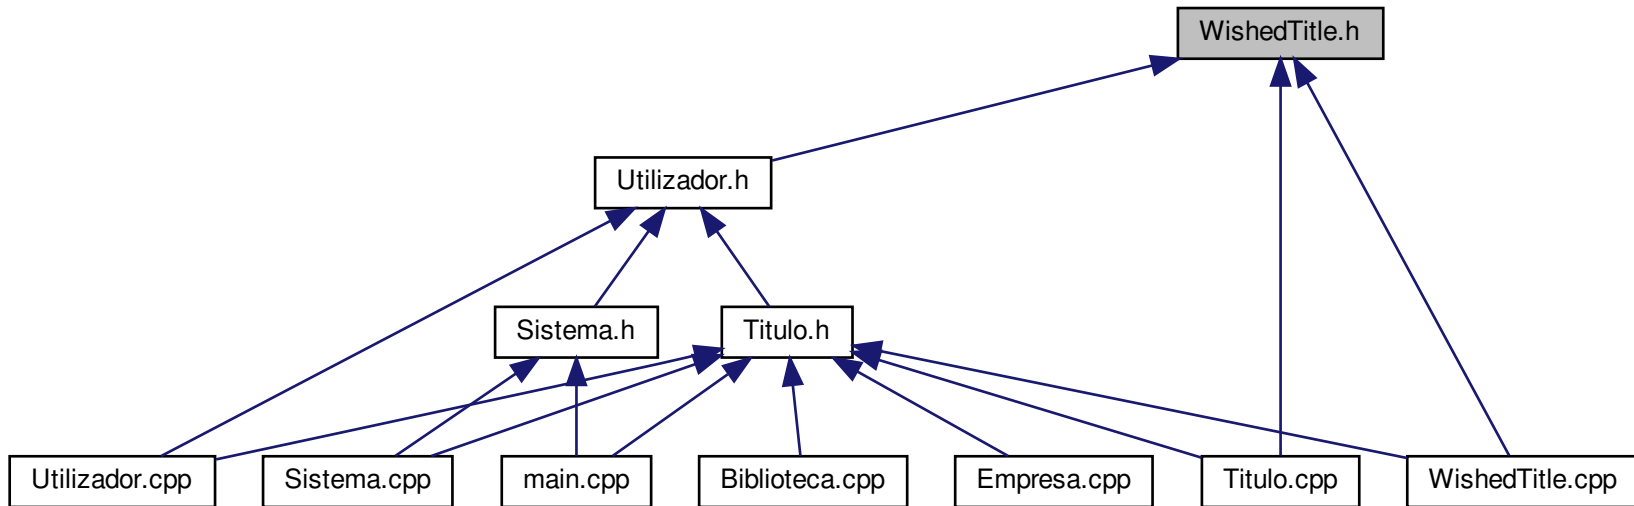 WishedTitle.h
Utilizador.h
Sistema.h
Titulo.h
Utilizador.cpp
Sistema.cpp
main.cpp
Biblioteca.cpp
Empresa.cpp
Titulo.cpp
WishedTitle.cpp